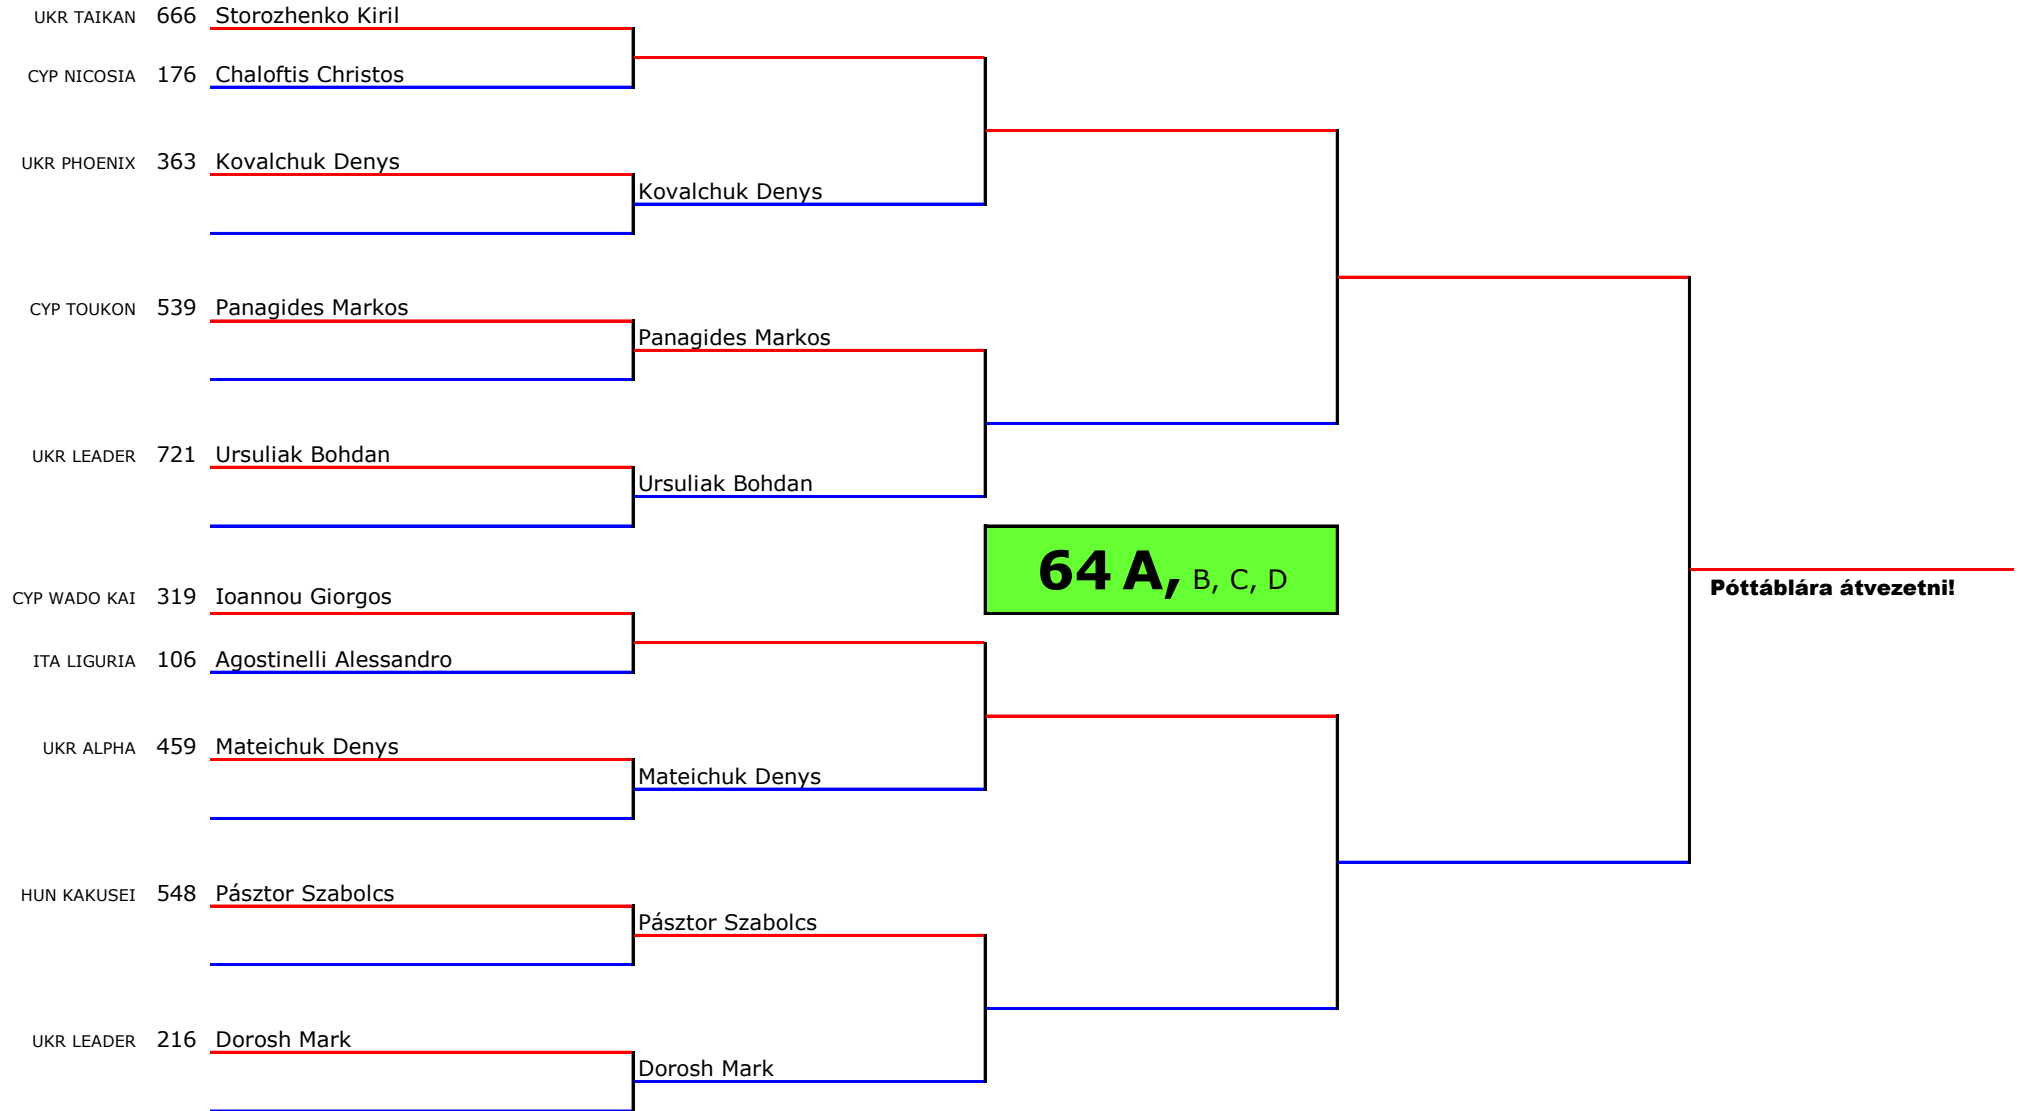 UKR TAIKAN 666 Storozhenko Kiril
CYP NICOSIA 176 Chaloftis Christos
UKR PHOENIX 363 Kovalchuk Denys
Kovalchuk Denys
CYP TOUKON 539 Panagides Markos
Panagides Markos
UKR LEADER 721 Ursuliak Bohdan
Ursuliak Bohdan
64 A, B, C, D
Póttáblára átvezetni!
CYP WADO KAI 319 Ioannou Giorgos
ITA LIGURIA 106 Agostinelli Alessandro
UKR ALPHA 459 Mateichuk Denys
Mateichuk Denys
HUN KAKUSEI 548 Pásztor Szabolcs
Pásztor Szabolcs
UKR LEADER 216 Dorosh Mark
Dorosh Mark